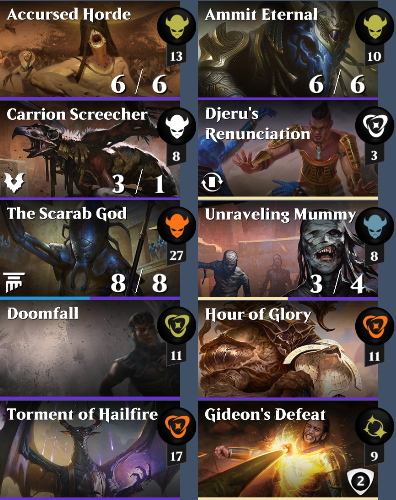 Accursed Horde
13
6 / 6
Ammit Eternal
10
6 / 6
Carrion Screecher
8
3 / 1
Djeru's
Renunciation
3
The Scarab God
27
8 / 8
Unraveling Mummy
8
3 / 4
Doomfall
11
Hour of Glory
11
Torment of Hailfire
17
Gideon's Defeat
9
2